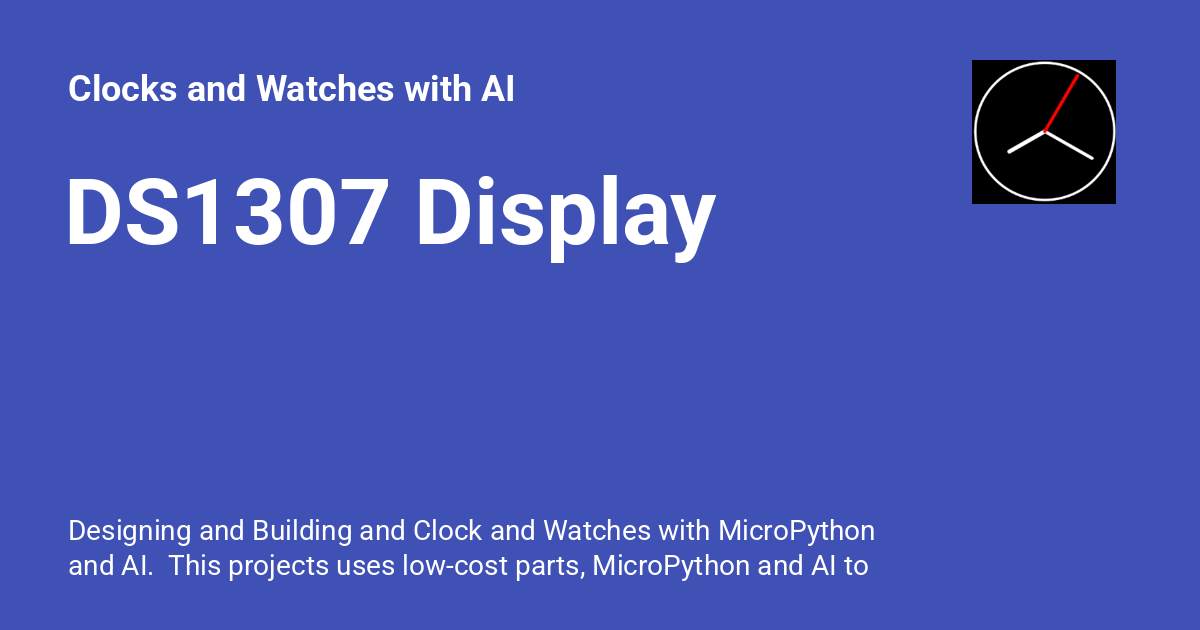 Clocks and Watches with AI
DS1307 Display
Designing and Building and Clock and Watches with MicroPython
and AI.  This projects uses low-cost parts, MicroPython and AI to